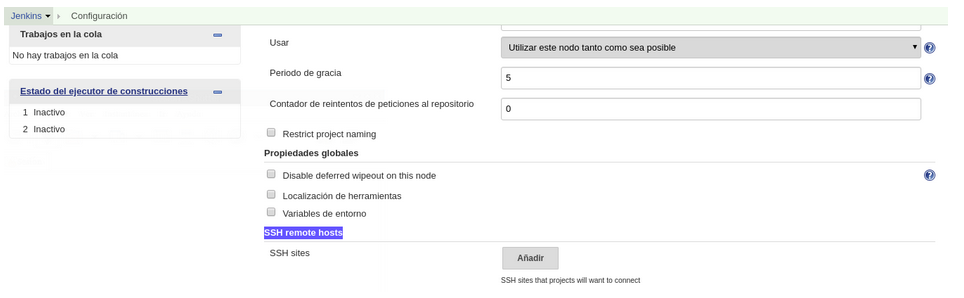 Jenkins Configuración
Trabajos en la cola
No hay trabajos en la cola
Estado del ejecutor de construcciones
1 Inactivo
2 Inactivo
Usar Utilizar este nodo tanto como sea posible
Periodo de gracia 5
Contador de reintentos de peticiones al repositorio 0
Restrict project naming
Propiedades globales
Disable deferred wipeout on this node
Localización de herramientas
Variables de entorno
SSH remote hosts
SSH sites Añadir
SSH sites that projects will want to connect